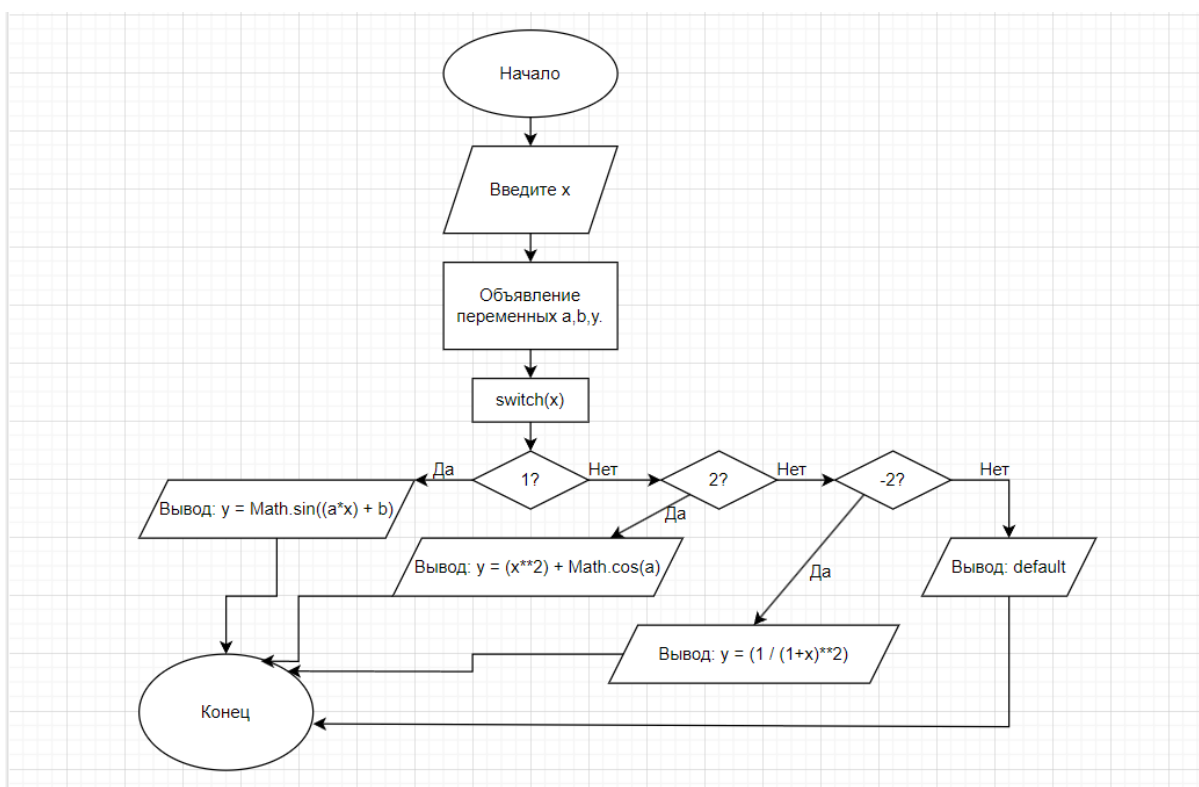 Начало
Введите x
Объявление
переменных a,b,y.
switch(x)
Да
1?
Нет
2?
Нет
-2?
Нет
Вывод: y = Math.sin((a*x) + b)
Да
Вывод: y = (x**2) + Math.cos(a)
Да
Вывод: default
Вывод: y = (1 / (1+x)**2)
Конец